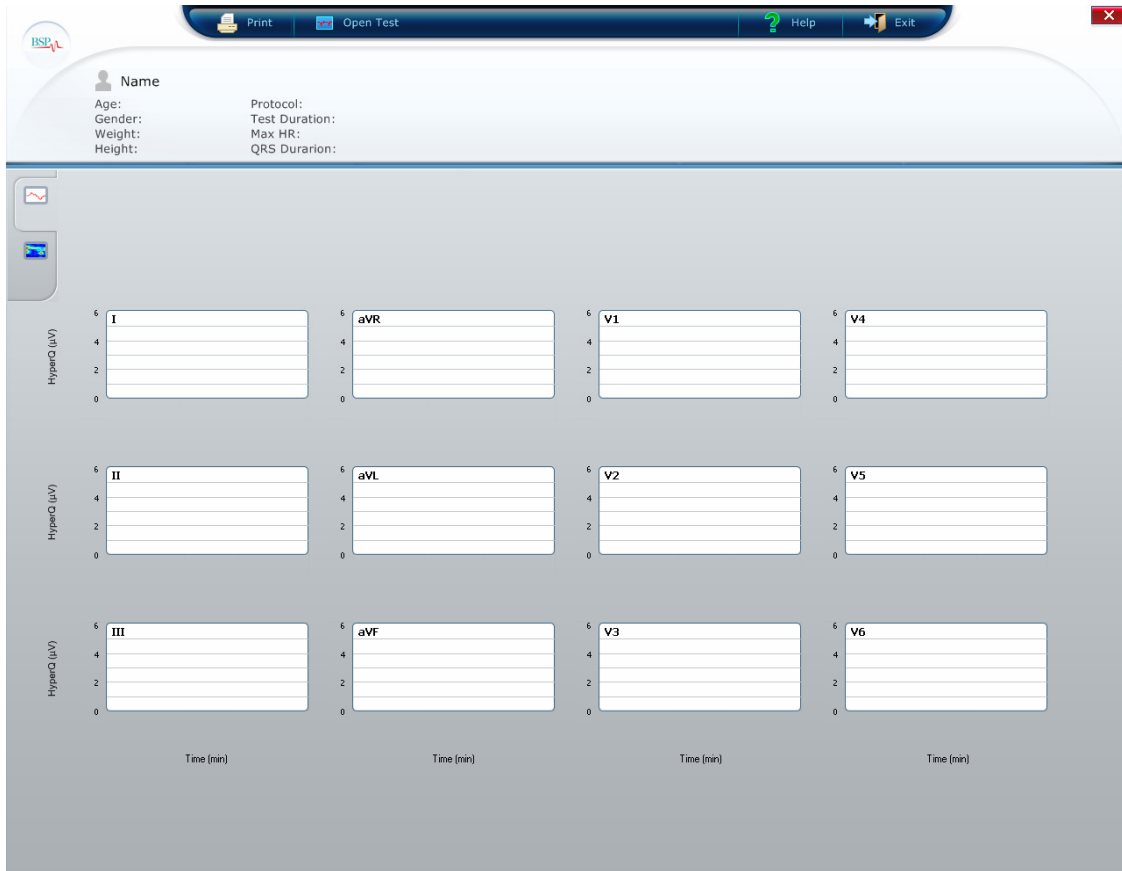 Print Open Test Help Exit
BSP
Name
Age: Protocol:
Gender: Test Duration:
Weight: Max HR:
Height: QRS Durarion:
6 I 6 aVR 6 V1 6 V4
4 4 4 4
HyperQ (µV)
2 2 2 2
0 0 0 0
6 II 6 aVL 6 V2 6 V5
4 4 4 4
HyperQ (µV)
2 2 2 2
0 0 0 0
6 III 6 aVF 6 V3 6 V6
4 4 4 4
HyperQ (µV)
2 2 2 2
0 0 0 0
Time (min) Time (min) Time (min) Time (min)